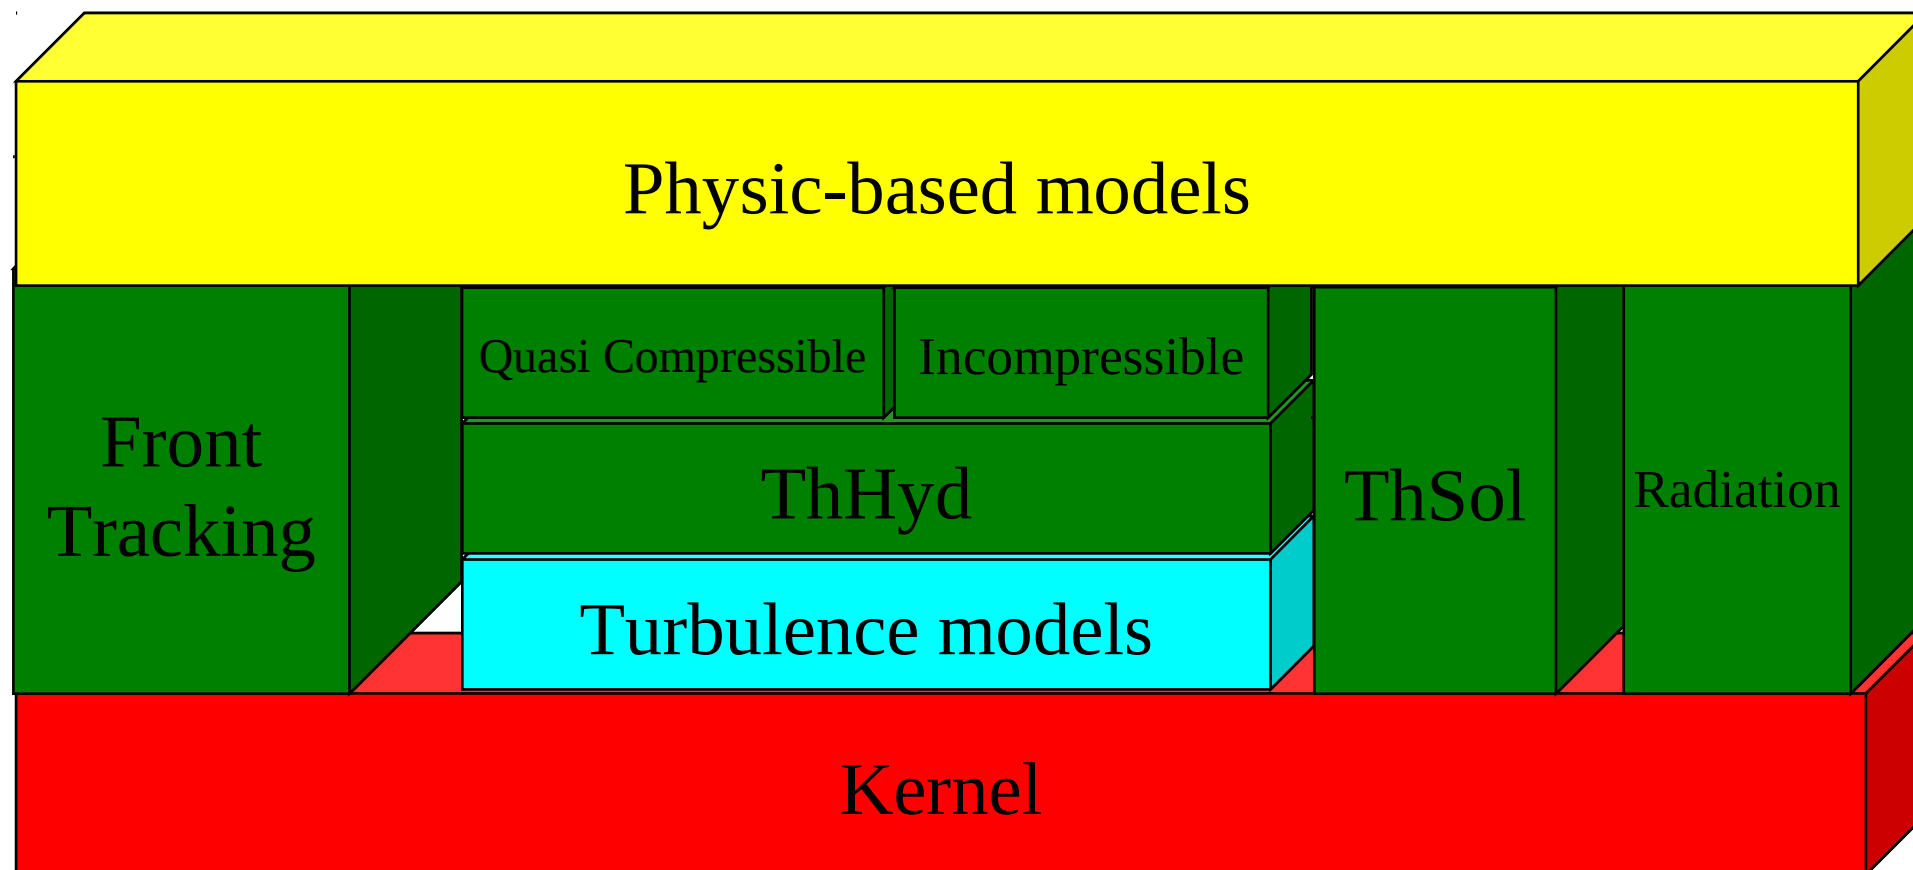 Physic-based models
Quasi Compressible
Incompressible
Front
Tracking
ThHyd
ThSol
Radiation
Turbulence models
Kernel